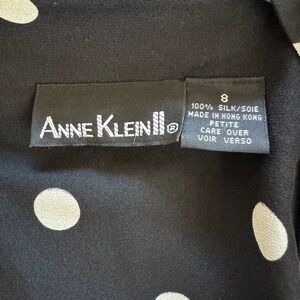 ANNE KLEIN II ®
8
100% SILK/SOIE
MADE IN HONG KONG
PETITE
CARE OVER
VOIR VERSO